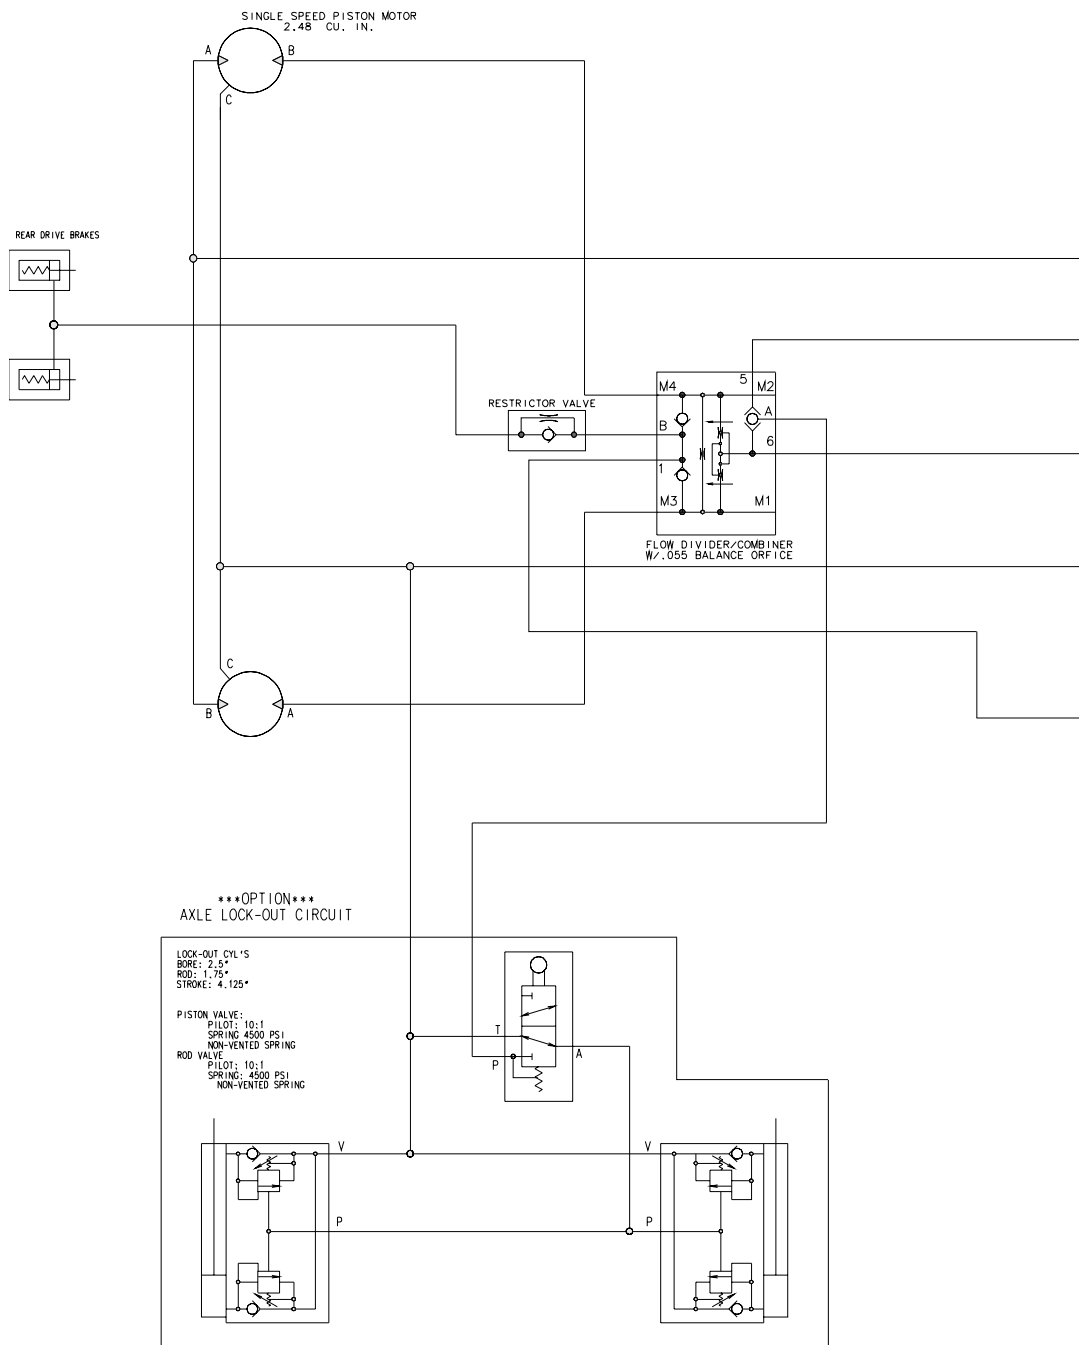 SINGLE SPEED PISTON MOTOR
2.48 CU. IN.
A
B
C
REAR DRIVE BRAKES
RESTRICTOR VALVE
M4
5
M2
A
B
6
1
M3
M1
FLOW DIVIDER/COMBINER
W/.055 BALANCE ORFICE
C
B
A
***OPTION***
AXLE LOCK-OUT CIRCUIT
LOCK-OUT CYL'S
BORE: 2.5"
ROD: 1.75"
STROKE: 4.125"
PISTON VALVE:
PILOT: 10:1
SPRING 4500 PSI
NON-VENTED SPRING
ROD VALVE
PILOT: 10:1
SPRING: 4500 PSI
NON-VENTED SPRING
T
P
A
V
V
P
P